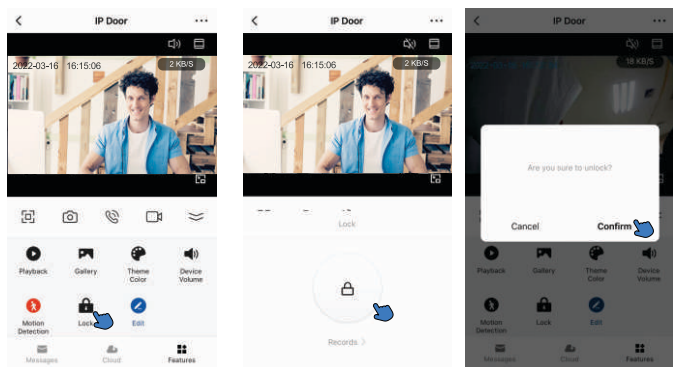 IP Door
2022-03-16 16:15:06
2 KB/S
Playback
Gallery
Theme Color
Device Volume
Motion Detection
Lock
Edit
Messages
Cloud
Features
IP Door
2022-03-16 16:15:06
2 KB/S
Lock
Records
IP Door
18 KB/S
Are you sure to unlock?
Cancel
Confirm
Playback
Gallery
Theme Color
Device Volume
Motion Detection
Lock
Edit
Messages
Cloud
Features